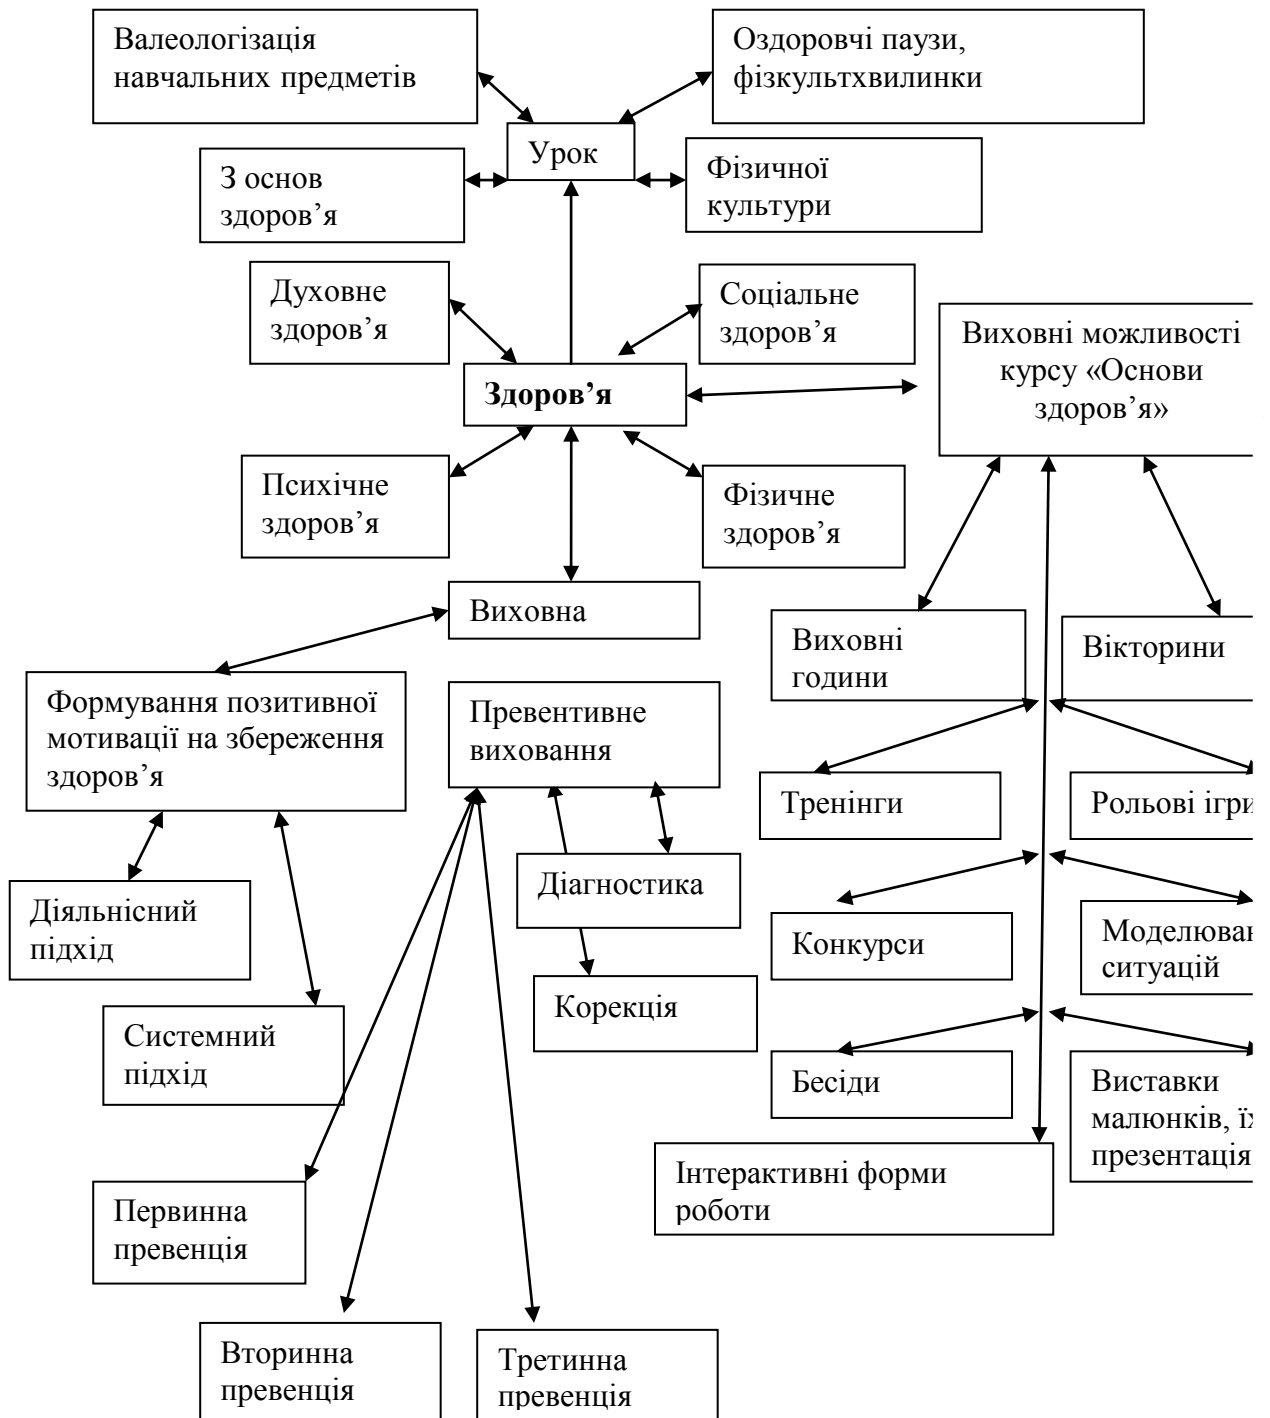 Валеологізація
навчальних предметів
Оздоровчі паузи,
фізкультхвилинки
Урок
З основ
здоров’я
Фізичної
культури
Духовне
здоров’я
Соціальне
здоров’я
Здоров’я
Виховні можливості
курсу «Основи
здоров’я»
Психічне
здоров’я
Фізичне
здоров’я
Виховна
Виховні
години
Вікторини
Формування позитивної
мотивації на збереження
здоров’я
Превентивне
виховання
Тренінги
Рольові ігри
Діяльнісний
підхід
Діагностика
Конкурси
ситуацій
Корекція
Системний
підхід
Бесіди
Виставки
малюнків,
презентація
Інтерактивні форми
роботи
Первинна
превенція
Вторинна
превенція
Третинна
превенція